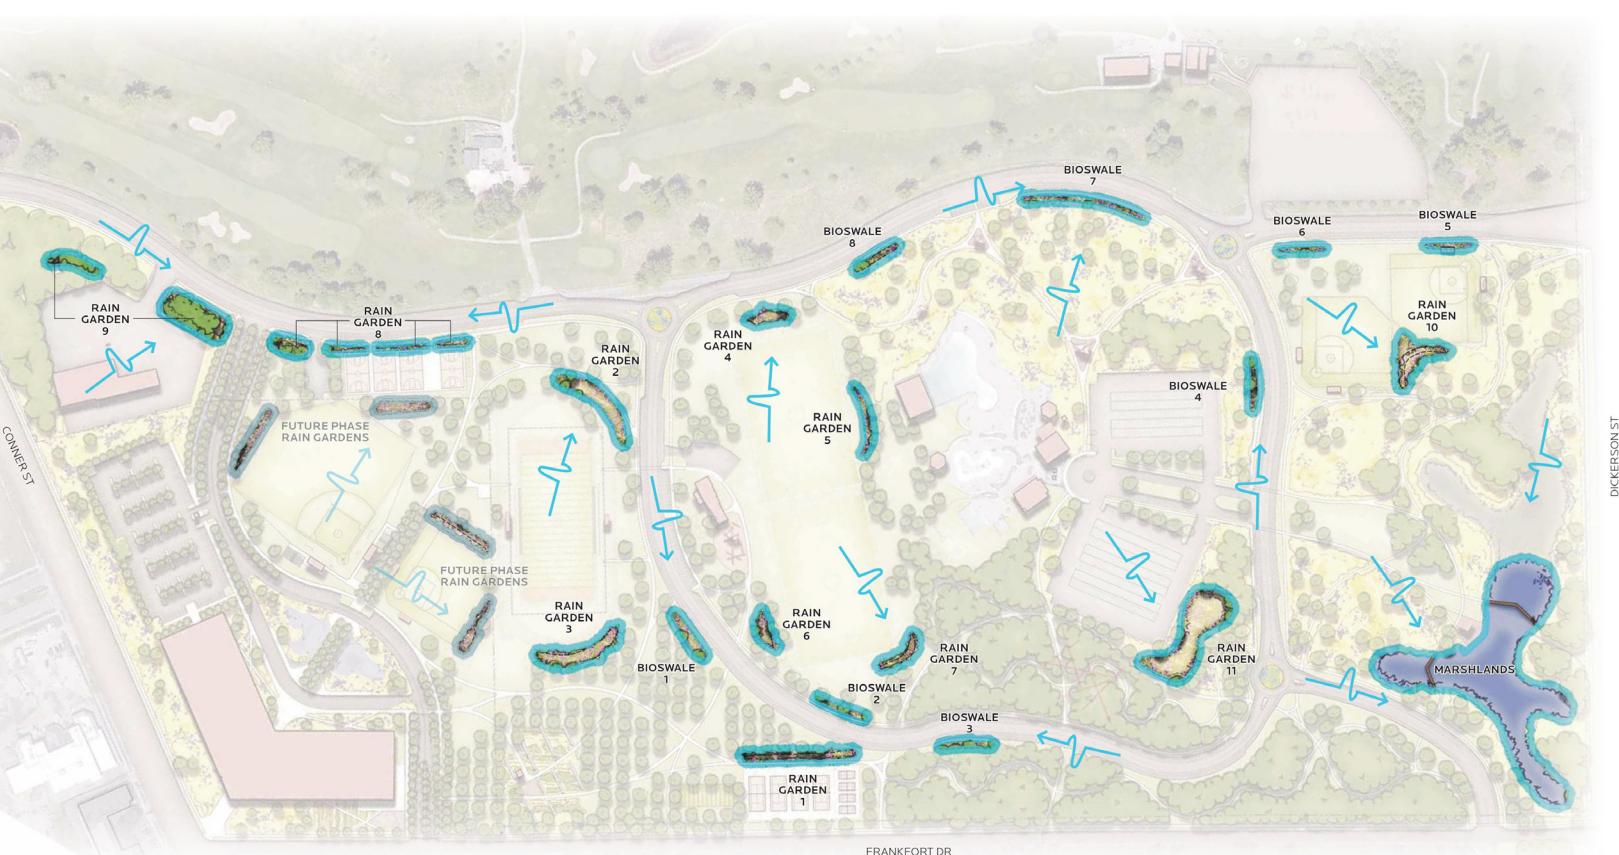 BIOSWALE
7
BIOSWALE
8
BIOSWALE
6
BIOSWALE
5
RAIN
GARDEN
9
RAIN
GARDEN
8
RAIN
GARDEN
4
RAIN
GARDEN
2
RAIN
GARDEN
10
BIOSWALE
4
RAIN
GARDEN
5
FUTURE PHASE
RAIN GARDENS
CONNER ST
DICKERSON ST
FUTURE PHASE
RAIN GARDENS
RAIN
GARDEN
3
RAIN
GARDEN
6
BIOSWALE
1
RAIN
GARDEN
7
RAIN
GARDEN
11
MARSHLANDS
BIOSWALE
2
BIOSWALE
3
RAIN
GARDEN
1
FRANKFORT DR